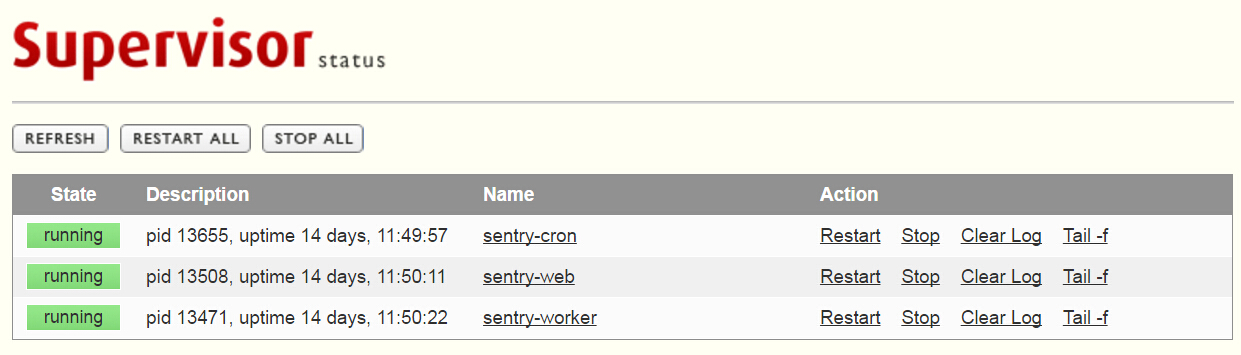 Supervisor status
REFRESH RESTART ALL STOP ALL
State Description Name Action
running pid 13655, uptime 14 days, 11:49:57 sentry-cron Restart Stop Clear Log Tail -f
running pid 13508, uptime 14 days, 11:50:11 sentry-web Restart Stop Clear Log Tail -f
running pid 13471, uptime 14 days, 11:50:22 sentry-worker Restart Stop Clear Log Tail -f